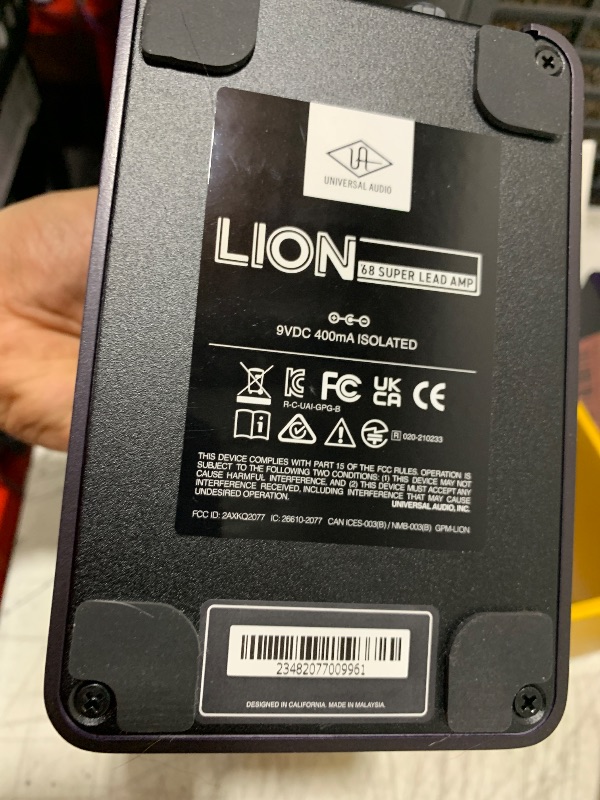 UA
UNIVERSAL AUDIO
LION
'68 SUPER LEAD AMP
9VDC 400mA ISOLATED
FC UK CA CE
R-C-UAI-GPG-B
R 020-210233
THIS DEVICE COMPLIES WITH PART 15 OF THE FCC RULES. OPERATION IS
SUBJECT TO THE FOLLOWING TWO CONDITIONS: (1) THIS DEVICE MAY NOT
CAUSE HARMFUL INTERFERENCE, AND (2) THIS DEVICE MUST ACCEPT ANY
INTERFERENCE RECEIVED, INCLUDING INTERFERENCE THAT MAY CAUSE
UNDESIRED OPERATION.
UNIVERSAL AUDIO, INC.
FCC ID: 2AXKQ2077 IC: 26610-2077 CAN ICES-003(B) / NMB-003(B) GPM-LION
23482077009961
DESIGNED IN CALIFORNIA. MADE IN MALAYSIA.